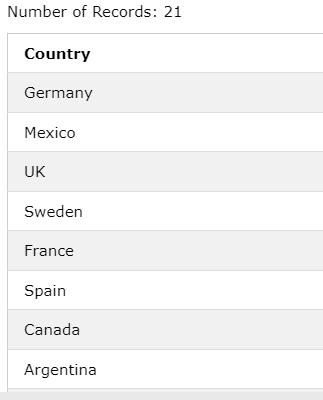 Number of Records: 21
Country
Germany
Mexico
UK
Sweden
France
Spain
Canada
Argentina